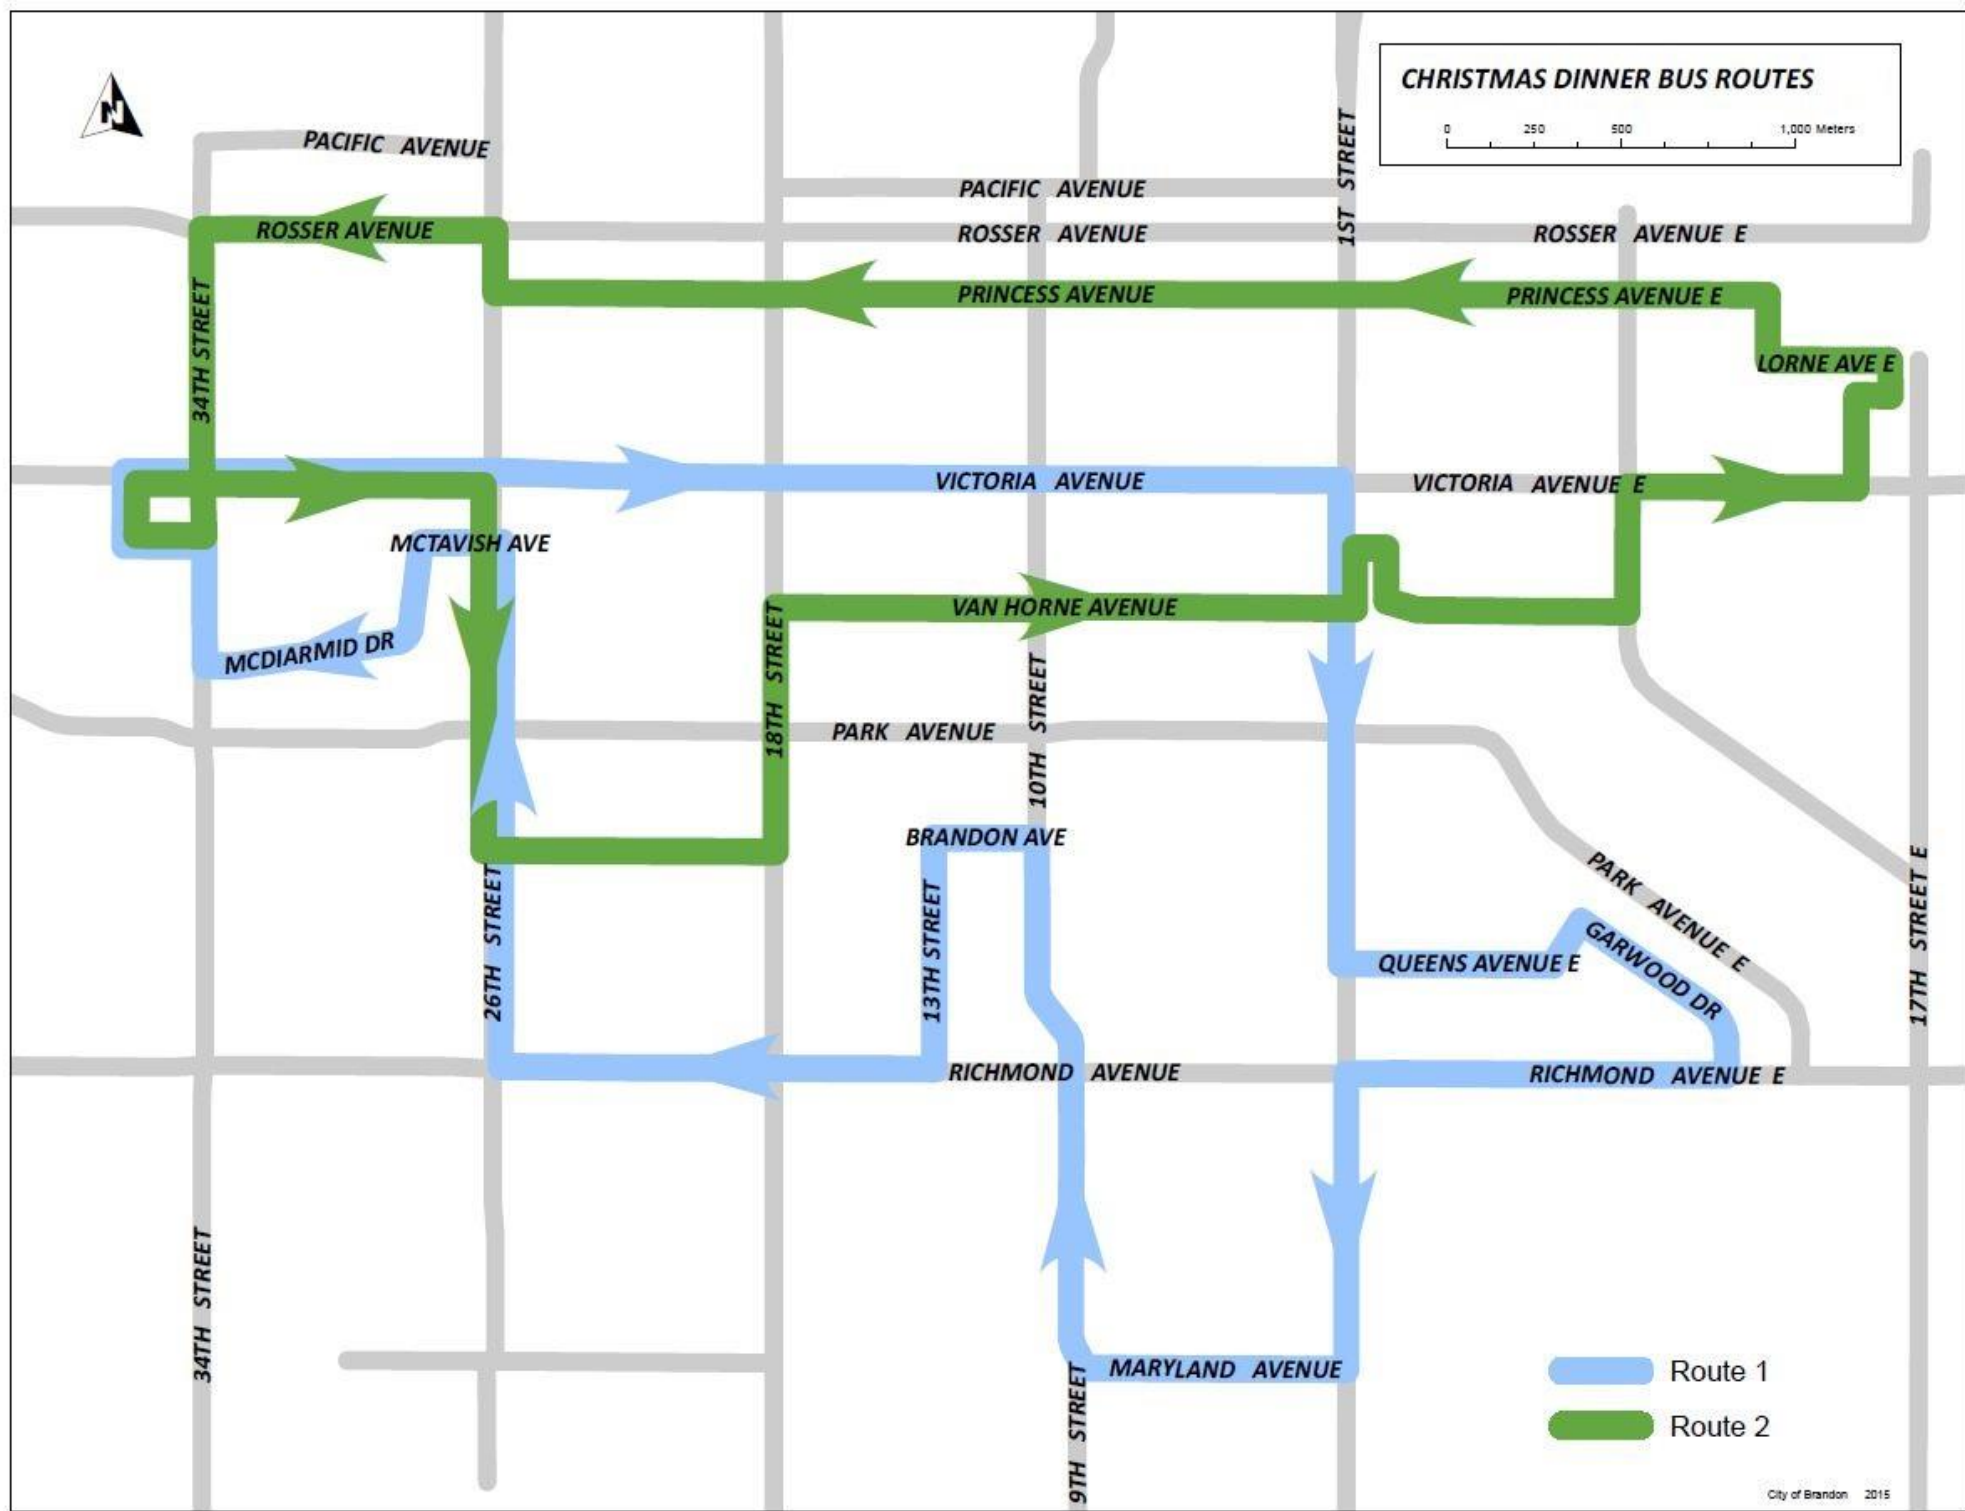 CHRISTMAS DINNER BUS ROUTES
0 250 500 1,000 Meters
N
PACIFIC AVENUE
1ST STREET
PACIFIC AVENUE
ROSSER AVENUE
ROSSER AVENUE
ROSSER AVENUE E
PRINCESS AVENUE
PRINCESS AVENUE E
34TH STREET
LORNE AVE E
VICTORIA AVENUE
VICTORIA AVENUE E
MCTAVISH AVE
VAN HORNE AVENUE
18TH STREET
MCDIARMID DR
10TH STREET
PARK AVENUE
BRANDON AVE
PARK AVENUE E
17TH STREET E
26TH STREET
13TH STREET
QUEENS AVENUE E
GARWOOD DR
RICHMOND AVENUE
RICHMOND AVENUE E
34TH STREET
MARYLAND AVENUE
9TH STREET
Route 1
Route 2
City of Brandon 2015